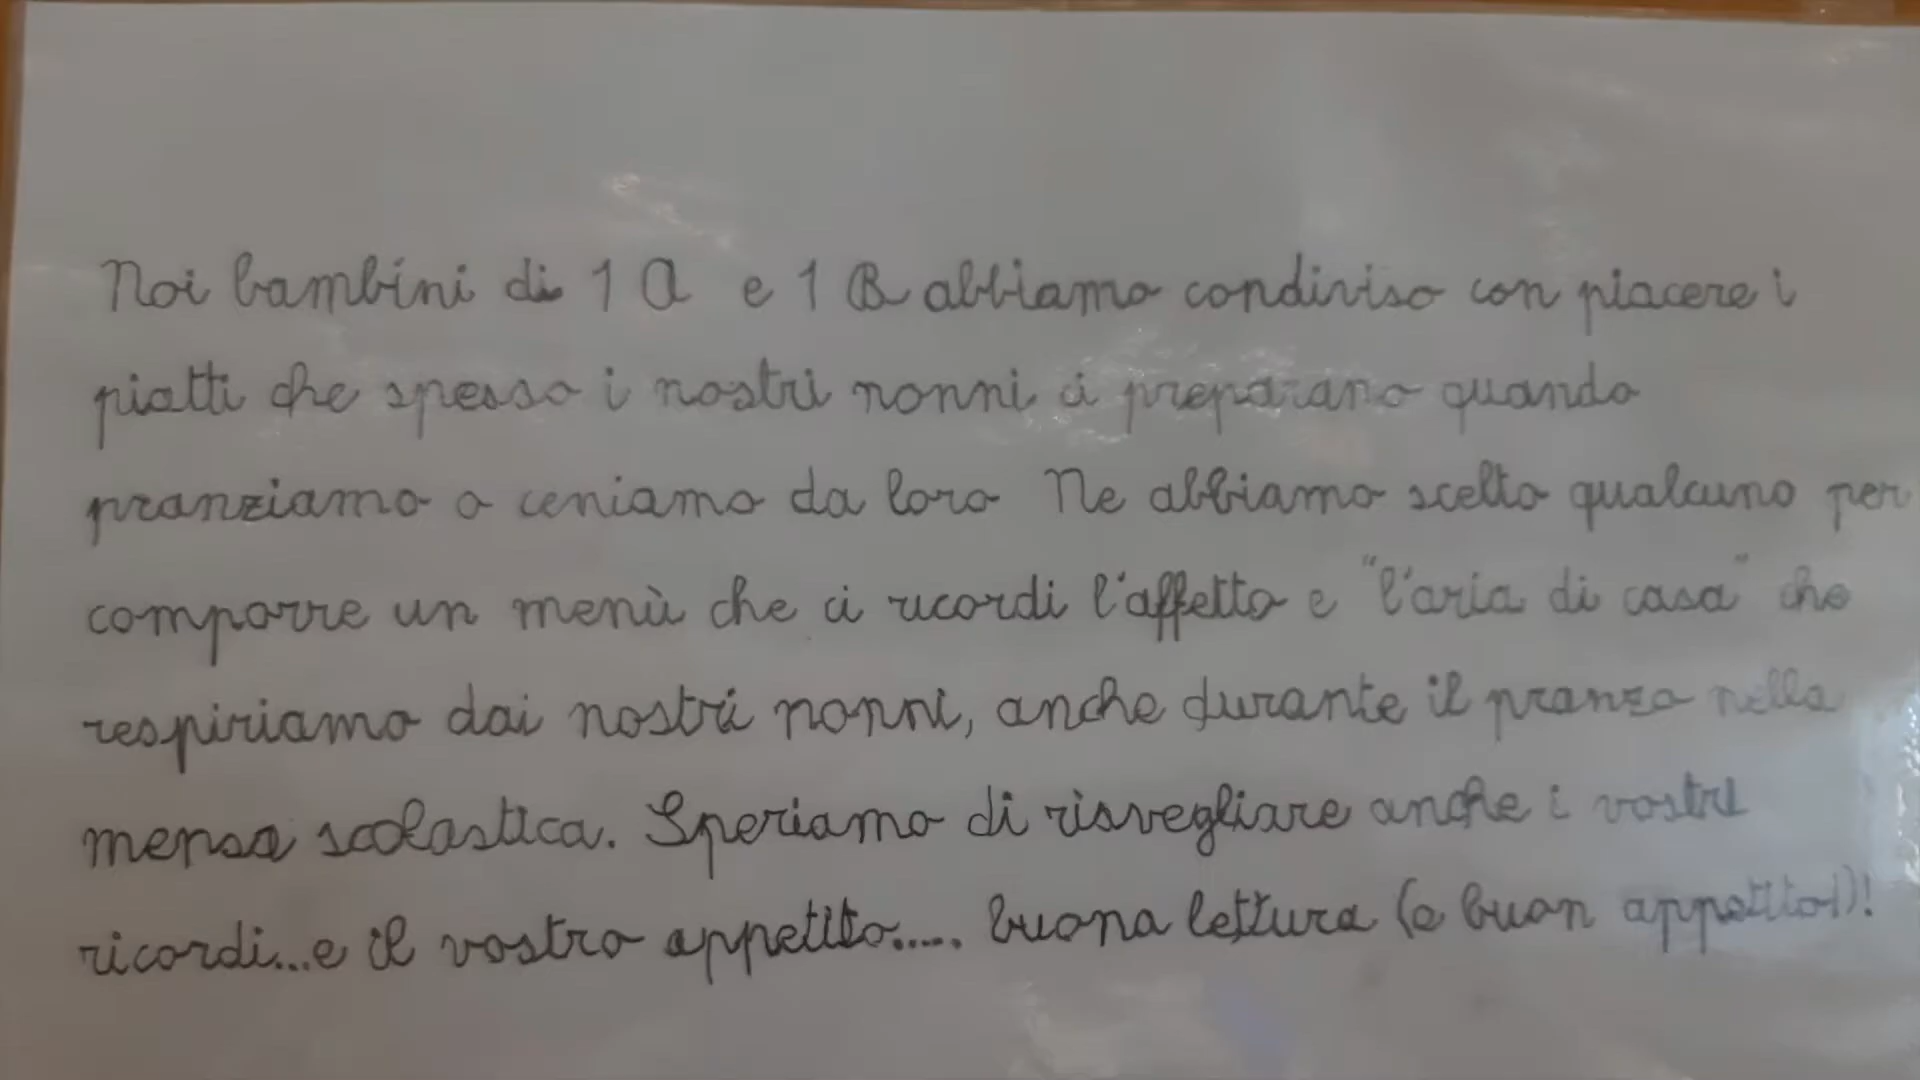 Noi bambini di 1 A e 1 B abbiamo condiviso con piacere i
piatti che spesso i nostri nonni ci preparano quando
pranziamo o ceniamo da loro Ne abbiamo scelto qualcuno per
comporre un menù che ci ricordi l'affetto e "l'aria di casa" che
respiriamo dai nostri nonni, anche durante il pranzo nella
mensa scolastica. Speriamo di risvegliare anche i vostri
ricordi...e il vostro appetito..... buona lettura (e buon appetito!)!